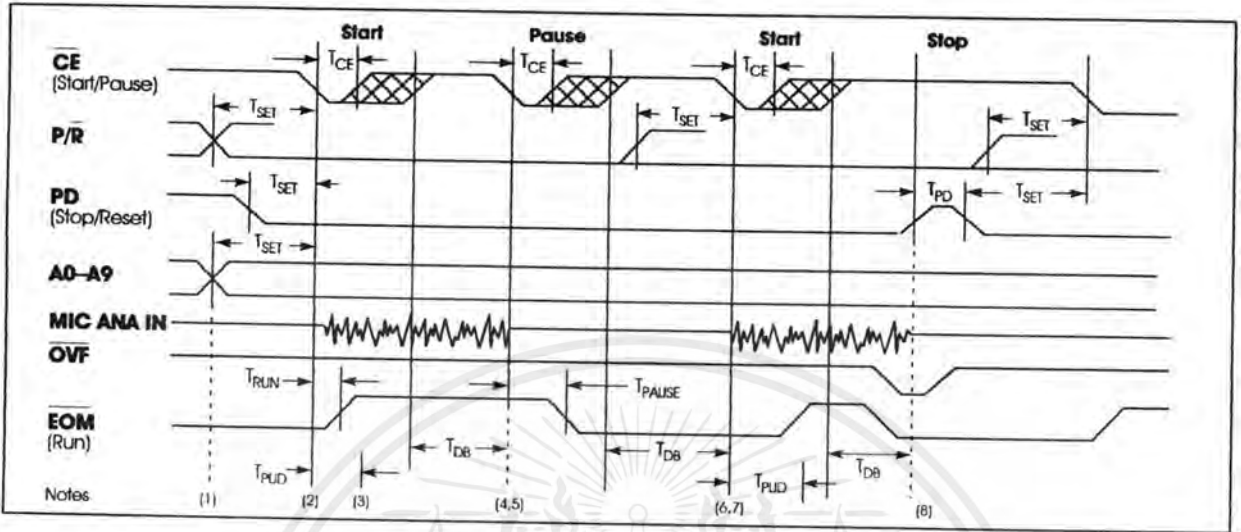 Start Pause Start Stop
CE TCE TCE TCE
(Start/Pause)
TSET TSET TSET
P/R
TSET TPD TSET
PD
(Stop/Reset)
TSET
A0–A9
MIC ANA IN
OVF
TRUN TPAUSE
EOM
(Run)
TDB TDB TDB
TPUD TPUD
Notes (1) (2) (3) (4,5) (6,7) (8)